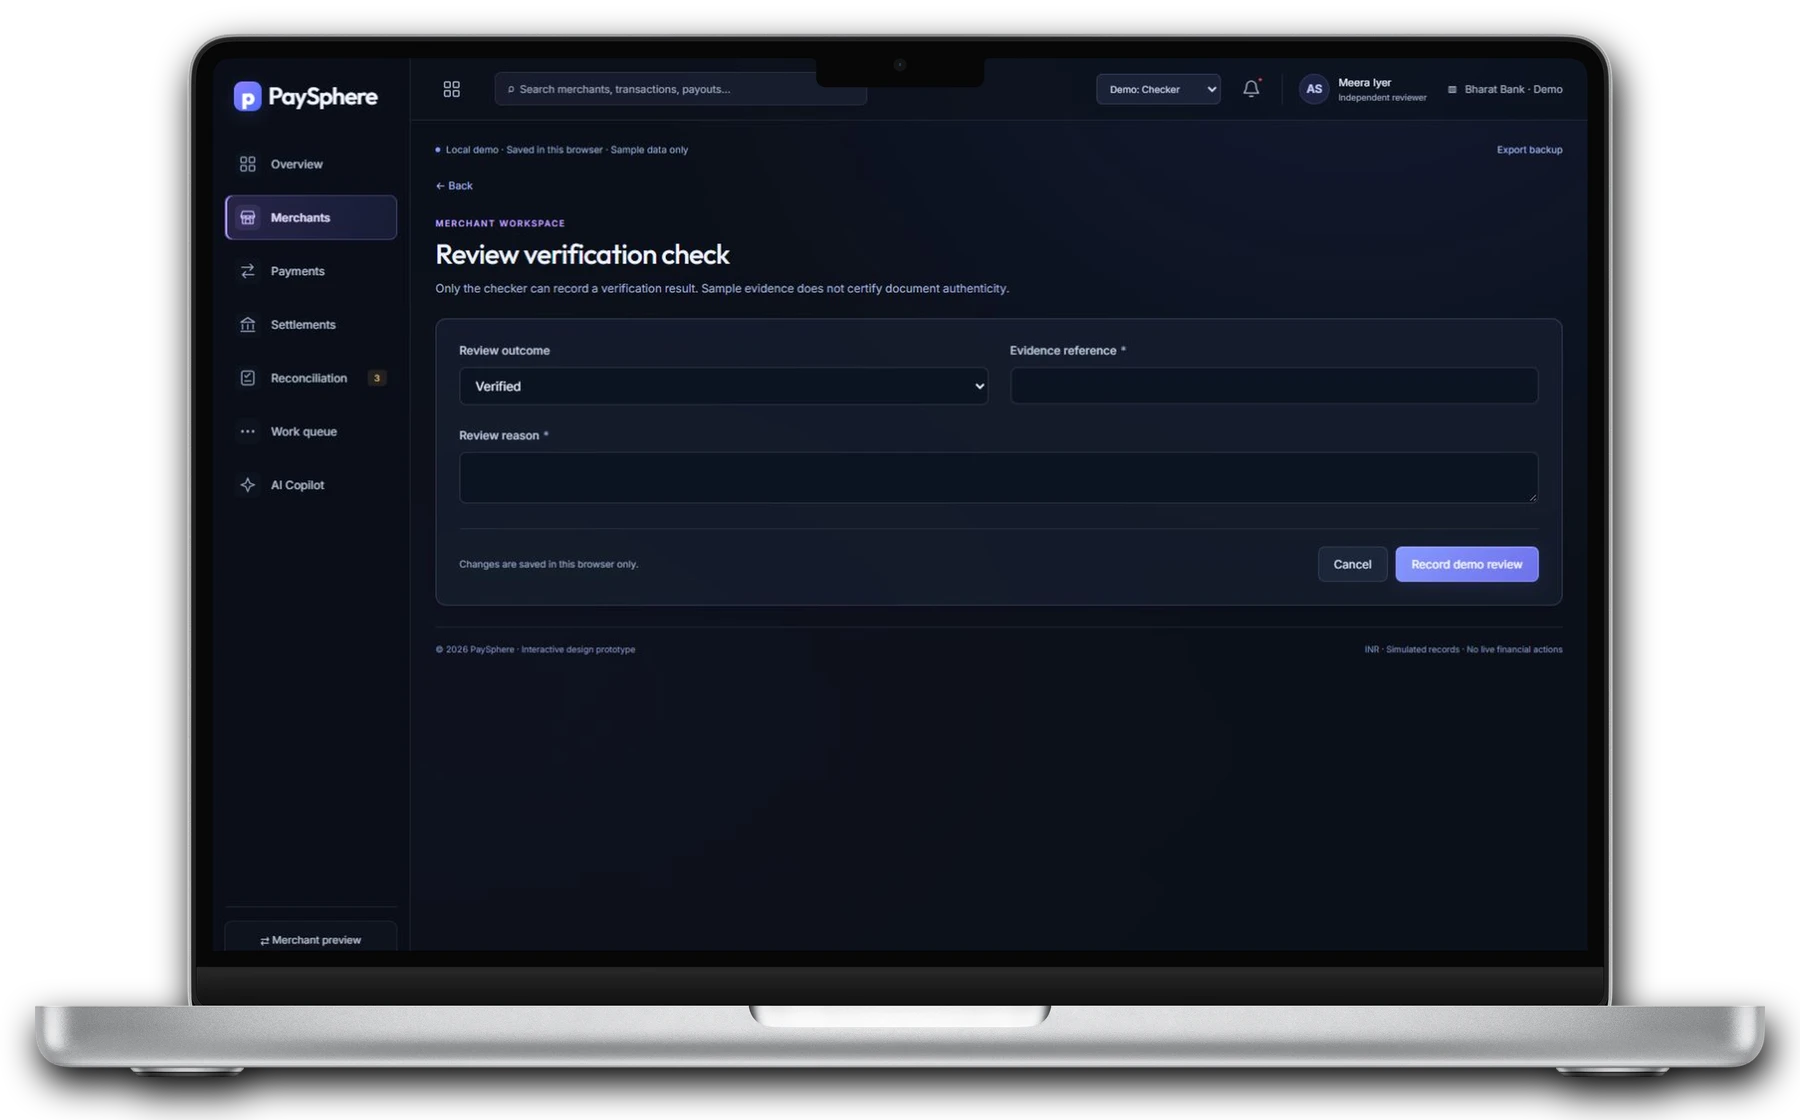 PaySphere
Search merchants, transactions, payouts...
Demo: Checker
AS
Meera Iyer
Independent reviewer
Bharat Bank · Demo
Overview
Merchants
Payments
Settlements
Reconciliation 3
Work queue
AI Copilot
⇄ Merchant preview
Local demo · Saved in this browser · Sample data only
Export backup
← Back
MERCHANT WORKSPACE
Review verification check
Only the checker can record a verification result. Sample evidence does not certify document authenticity.
Review outcome
Verified
Evidence reference *
Review reason *
Changes are saved in this browser only.
Cancel
Record demo review
© 2026 PaySphere · Interactive design prototype
INR · Simulated records · No live financial actions